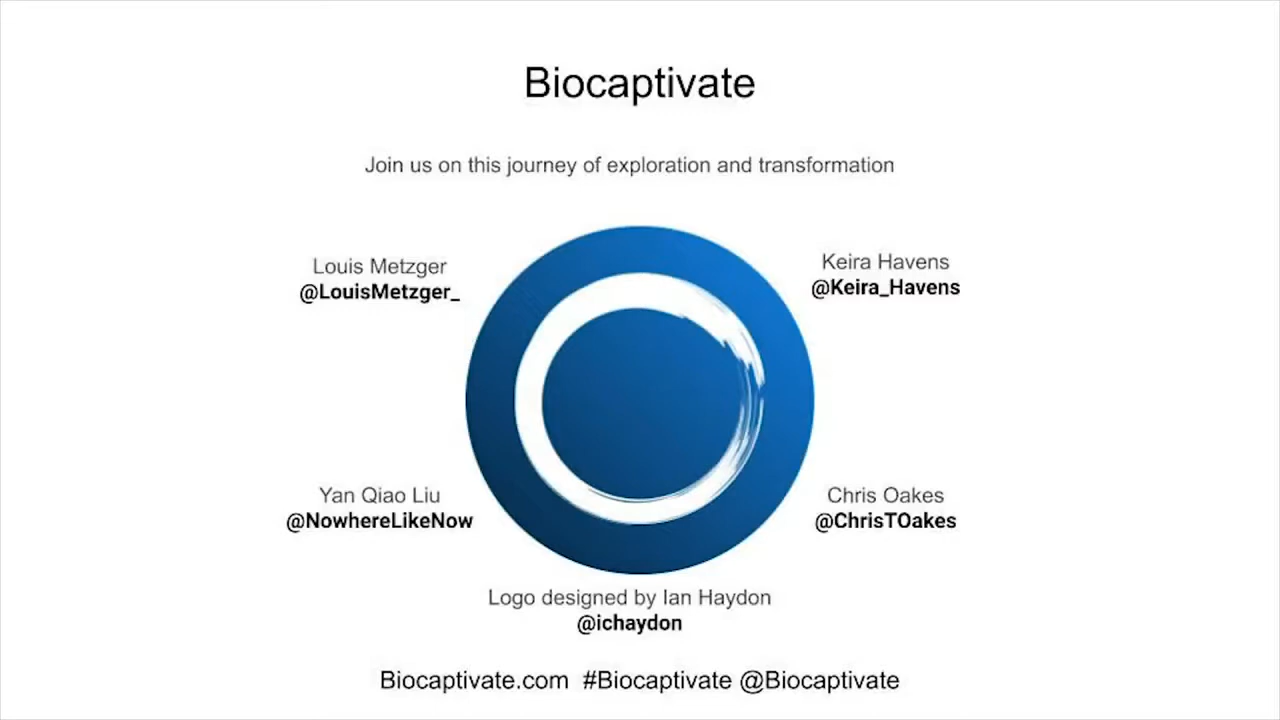 Biocaptivate
Join us on this journey of exploration and transformation
Louis Metzger
@LouisMetzger_
Keira Havens
@Keira_Havens
Yan Qiao Liu
@NowhereLikeNow
Chris Oakes
@ChrisTOakes
Logo designed by Ian Haydon
@ichaydon
Biocaptivate.com #Biocaptivate @Biocaptivate